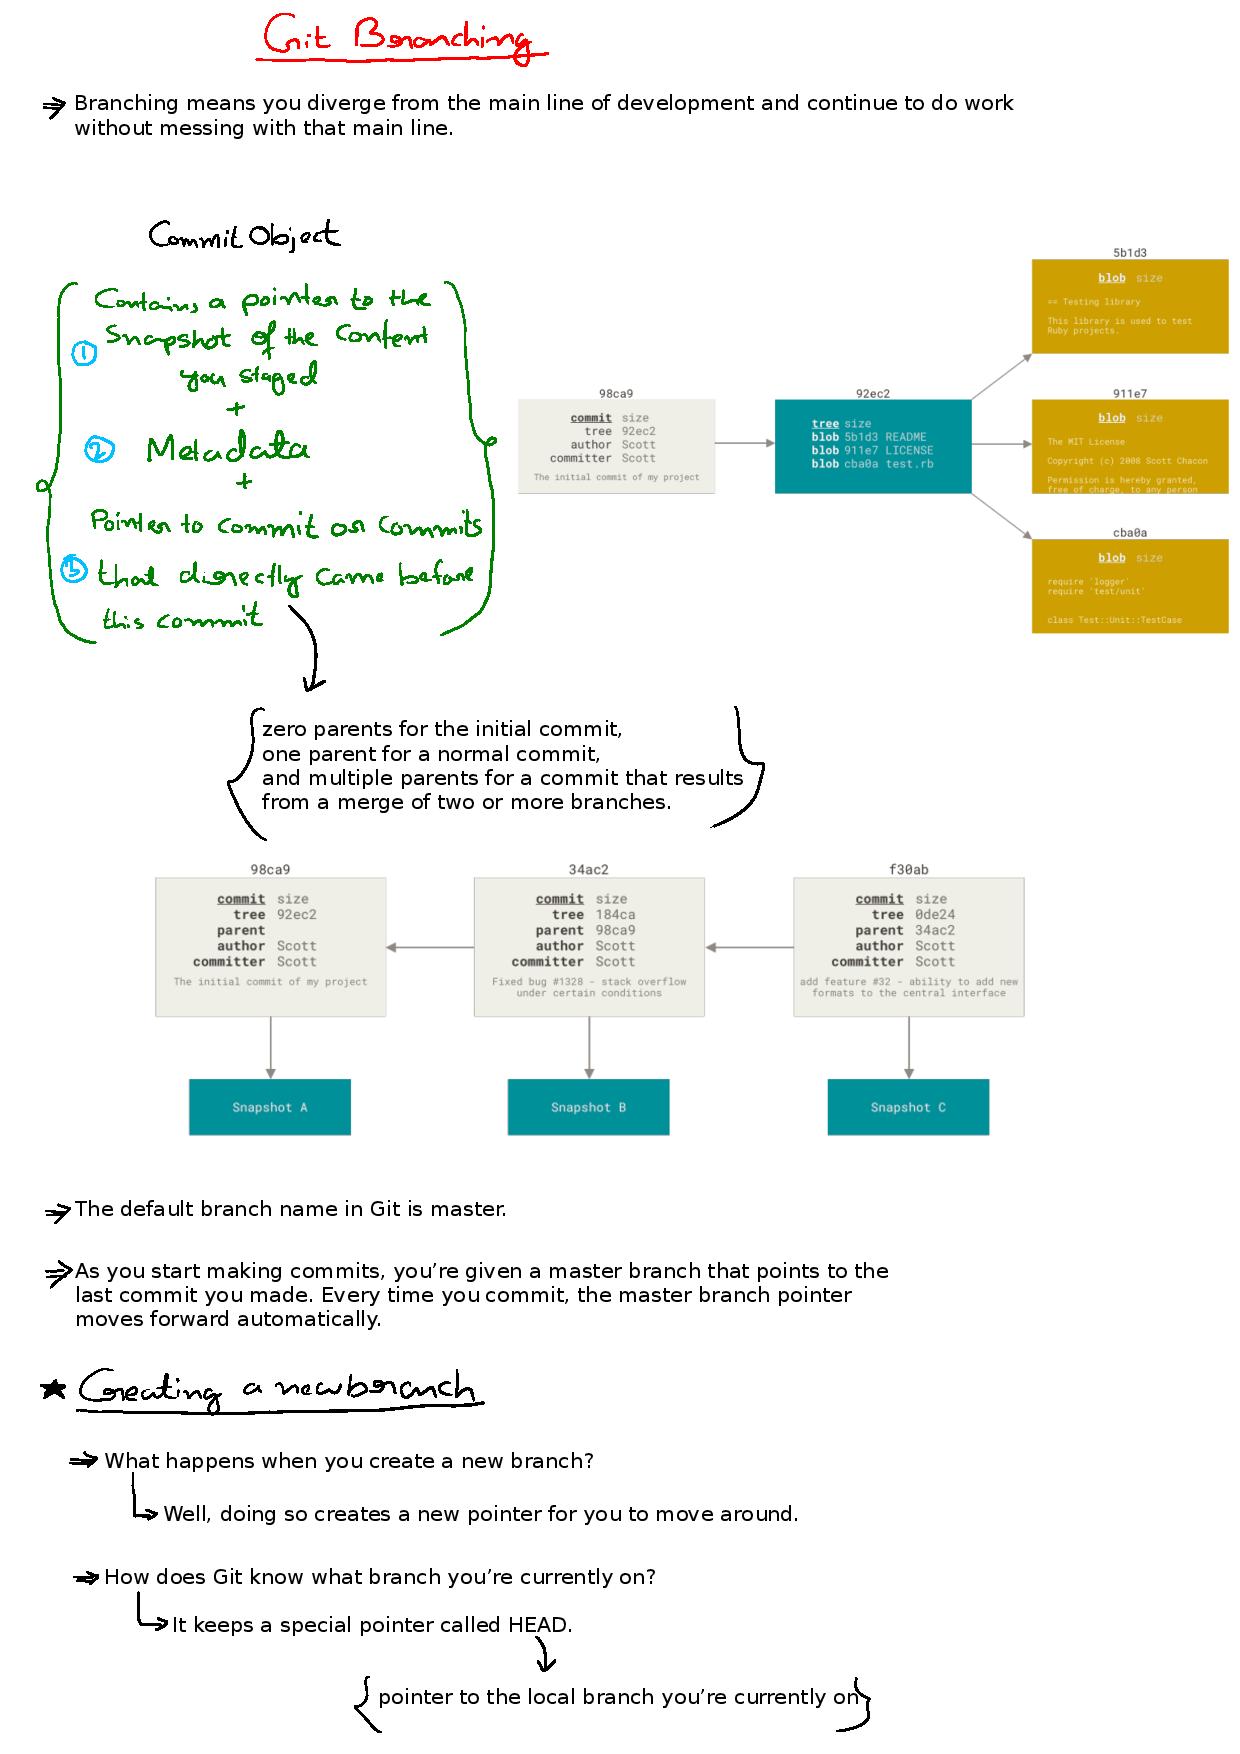 Git Branching
Branching means you diverge from the main line of development and continue to do work
without messing with that main line.
Commit Object
Contains a pointer to the
Snapshot of the Content
1
you staged
+
2 Metadata
+
Pointer to commit or Commits
3 that directly came before
this commit
98ca9
commit size
tree 92ec2
author Scott
committer Scott
The initial commit of my project
92ec2
tree size
blob 5b1d3 README
blob 911e7 LICENSE
blob cba0a test.rb
5b1d3
blob size
== Testing library
This library is used to test
Ruby projects.
911e7
blob size
The MIT License
Copyright (c) 2008 Scott Chacon
Permission is hereby granted,
free of charge, to any person
cba0a
blob size
require 'logger'
require 'test/unit'
class Test::Unit::TestCase
zero parents for the initial commit,
one parent for a normal commit,
and multiple parents for a commit that results
from a merge of two or more branches.
98ca9
commit size
tree 92ec2
parent
author Scott
committer Scott
The initial commit of my project
Snapshot A
34ac2
commit size
tree 184ca
parent 98ca9
author Scott
committer Scott
Fixed bug #1328 - stack overflow
under certain conditions
Snapshot B
f30ab
commit size
tree 0de24
parent 34ac2
author Scott
committer Scott
add feature #32 - ability to add new
formats to the central interface
Snapshot C
The default branch name in Git is master.
As you start making commits, you’re given a master branch that points to the
last commit you made. Every time you commit, the master branch pointer
moves forward automatically.
Creating a new branch
What happens when you create a new branch?
Well, doing so creates a new pointer for you to move around.
How does Git know what branch you’re currently on?
It keeps a special pointer called HEAD.
pointer to the local branch you’re currently on